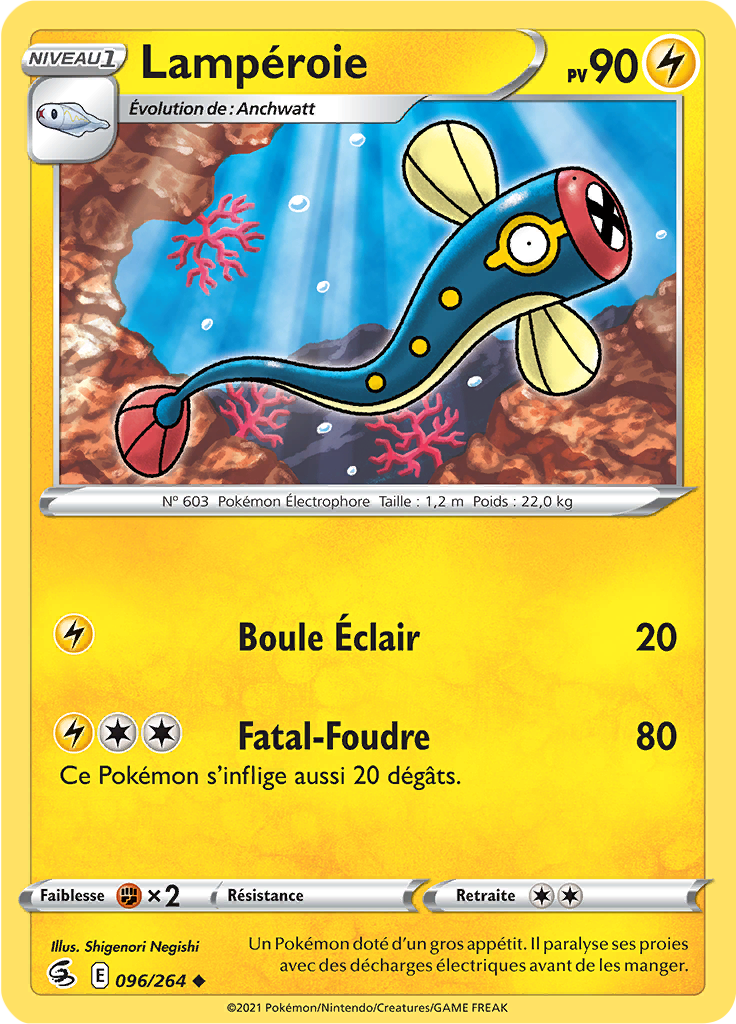 NIVEAU 1 Lampéroie PV 90
Évolution de : Anchwatt
N° 603 Pokémon Électrophore Taille : 1,2 m Poids : 22,0 kg
Boule Éclair 20
Fatal-Foudre 80
Ce Pokémon s'inflige aussi 20 dégâts.
Faiblesse ×2 Résistance Retraite
Illus. Shigenori Negishi
E 096/264
Un Pokémon doté d'un gros appétit. Il paralyse ses proies
avec des décharges électriques avant de les manger.
©2021 Pokémon/Nintendo/Creatures/GAME FREAK